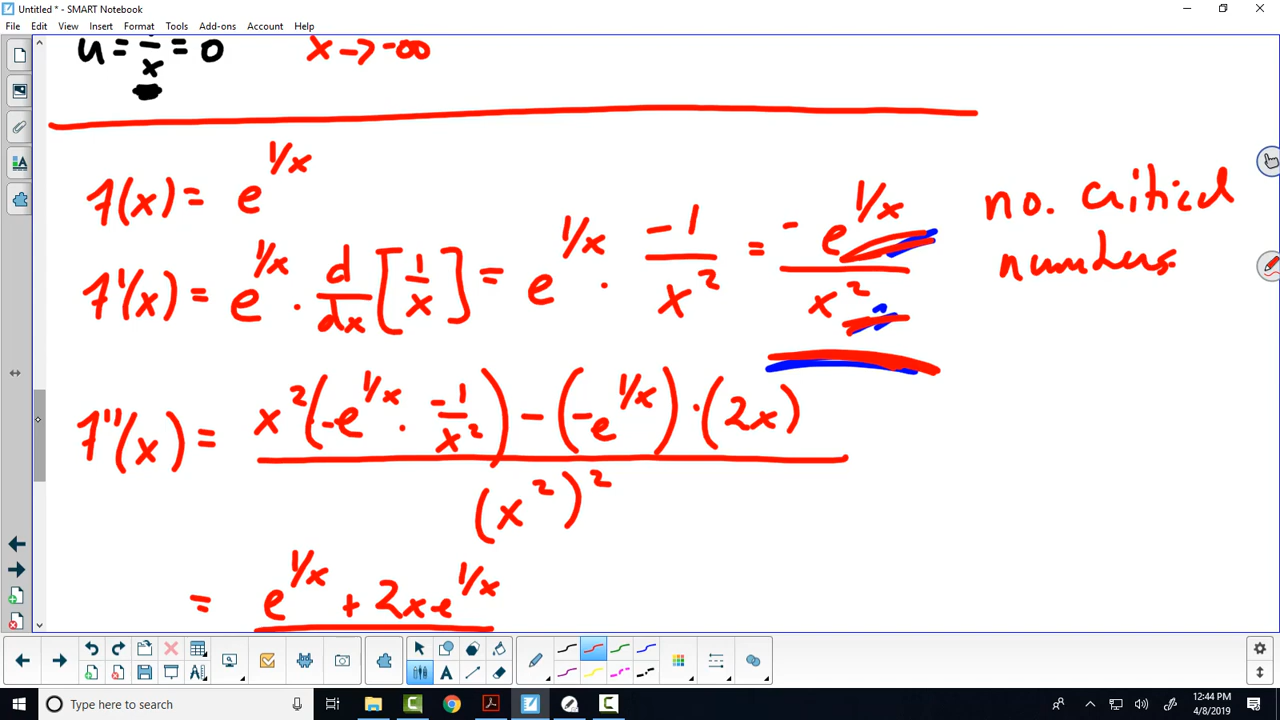 Untitled * - SMART Notebook
File Edit View Insert Format Tools Add-ons Account Help
u = 1/x = 0 x → -∞
f(x) = e^(1/x)
f'(x) = e^(1/x) · d/dx [1/x] = e^(1/x) · -1/x² = -e^(1/x)/x²
no. critical
numbers
f''(x) = (x²(-e^(1/x) · -1/x²) - (-e^(1/x)) · (2x))/(x²)²
= e^(1/x) + 2x e^(1/x)
Type here to search
12:44 PM
4/8/2019